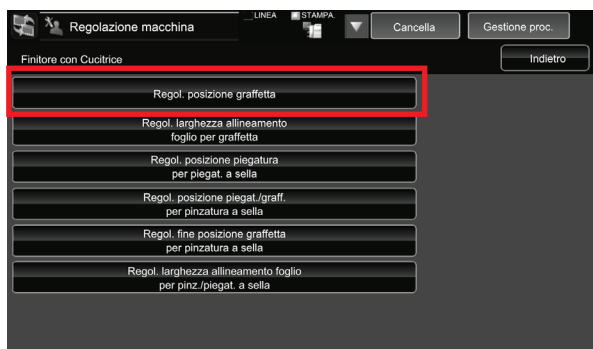 LINEA STAMPA.
Regolazione macchina Cancella Gestione proc.
Finitore con Cucitrice Indietro
Regol. posizione graffetta
Regol. larghezza allineamento
foglio per graffetta
Regol. posizione piegatura
per piegat. a sella
Regol. posizione piegat./graff.
per pinzatura a sella
Regol. fine posizione graffetta
per pinzatura a sella
Regol. larghezza allineamento foglio
per pinz./piegat. a sella